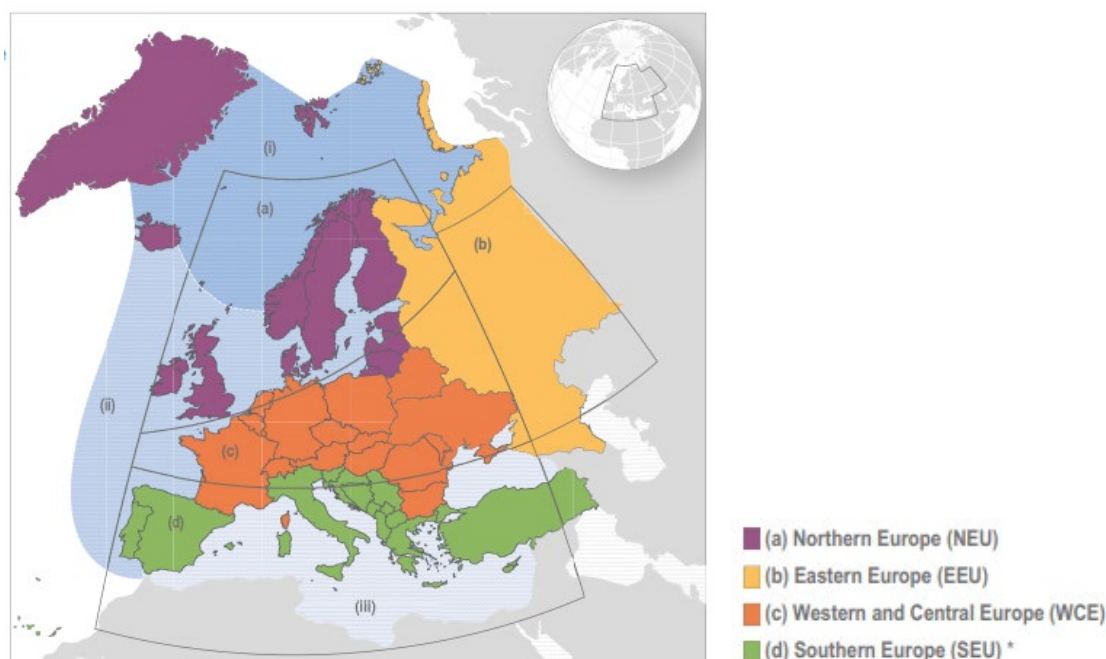 (i)
(a)
(b)
(ii)
(c)
(d)
(iii)
(a) Northern Europe (NEU)
(b) Eastern Europe (EEU)
(c) Western and Central Europe (WCE)
(d) Southern Europe (SEU) *